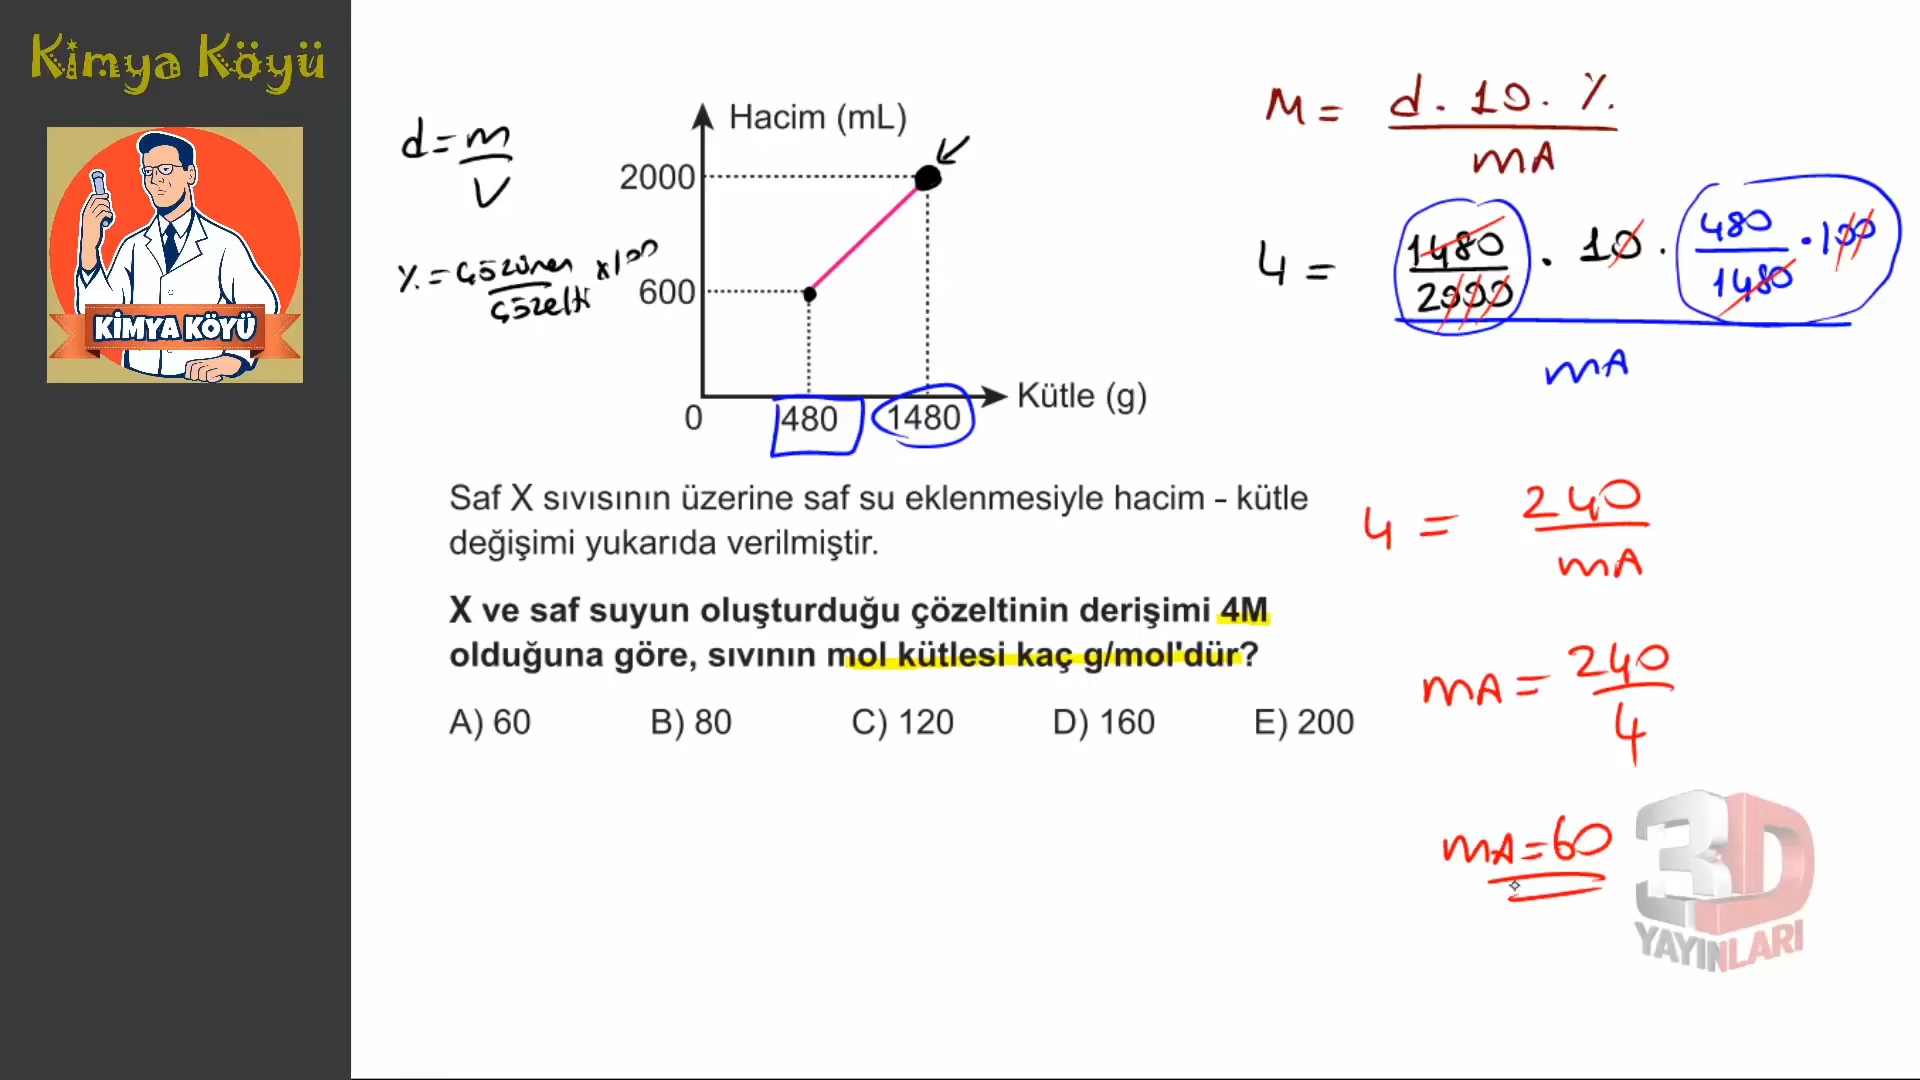 Kimya Köyü
KİMYA KÖYÜ
d = m / V
% = Çözünen / Çözelti x100
Hacim (mL)
2000
600
0
480
1480
Kütle (g)
Saf X sıvısının üzerine saf su eklenmesiyle hacim – kütle
değişimi yukarıda verilmiştir.
X ve saf suyun oluşturduğu çözeltinin derişimi 4M
olduğuna göre, sıvının mol kütlesi kaç g/mol'dür?
A) 60 B) 80 C) 120 D) 160 E) 200
M = d . 10 . % / mA
4 = 1480 / 2000 . 10 . 480 / 1480 . 100
mA
4 = 240 / mA
mA = 240 / 4
mA = 60
3D
YAYINLARI